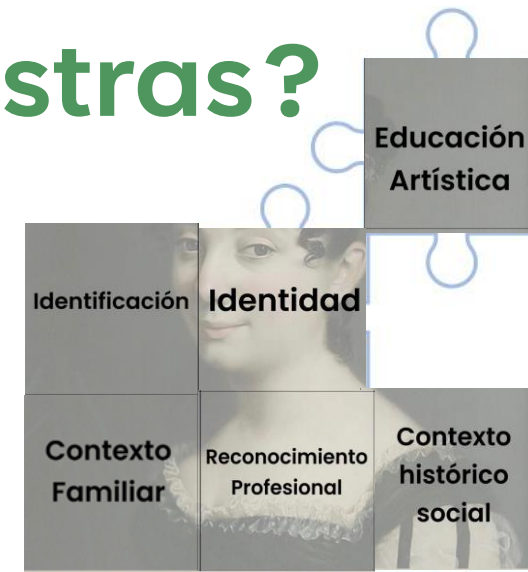 stras?
Educación
Artística
Identificación
Identidad
Contexto
Familiar
Reconocimiento
Profesional
Contexto
histórico
social